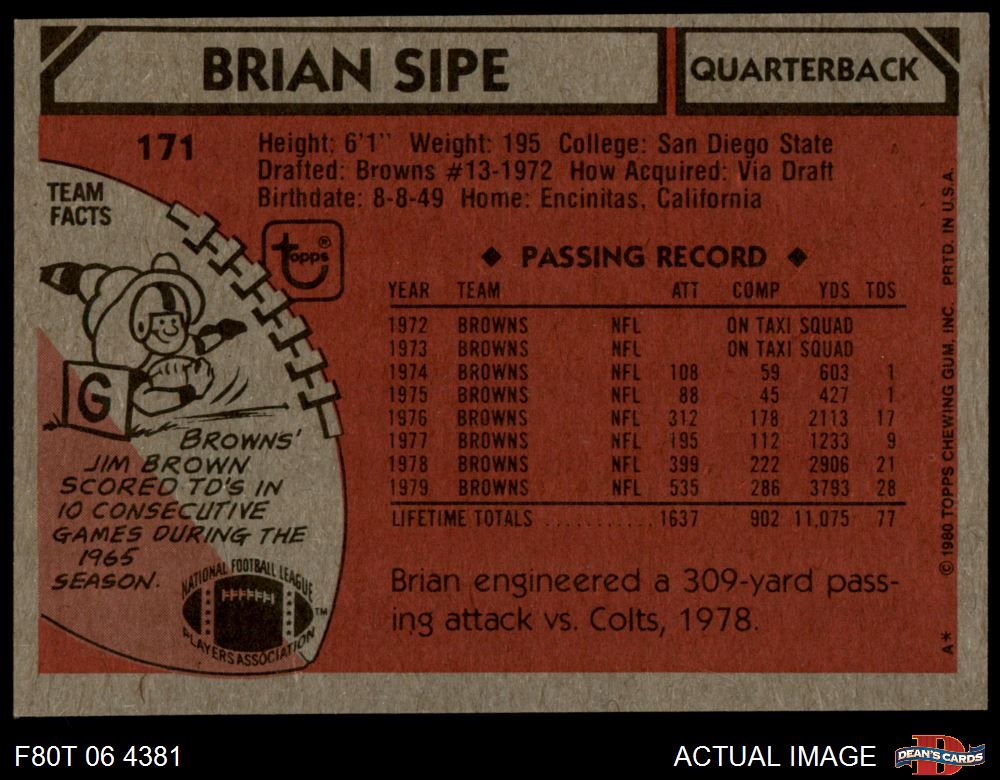 BRIAN SIPE
QUARTERBACK
171
Height: 6'1'' Weight: 195 College: San Diego State
Drafted: Browns #13-1972 How Acquired: Via Draft
Birthdate: 8-8-49 Home: Encinitas, California
TEAM
FACTS
topps®
◆ PASSING RECORD ◆
YEAR TEAM ATT COMP YDS TDS
1972 BROWNS NFL ON TAXI SQUAD
1973 BROWNS NFL ON TAXI SQUAD
1974 BROWNS NFL 108 59 603 1
1975 BROWNS NFL 88 45 427 1
1976 BROWNS NFL 312 178 2113 17
1977 BROWNS NFL 195 112 1233 9
1978 BROWNS NFL 399 222 2906 21
1979 BROWNS NFL 535 286 3793 28
LIFETIME TOTALS ............1637 902 11,075 77
G
BROWNS'
JIM BROWN
SCORED TD'S IN
10 CONSECUTIVE
GAMES DURING THE
1965
SEASON.
NATIONAL FOOTBALL LEAGUE
PLAYERS ASSOCIATION
™
Brian engineered a 309-yard pass-
ing attack vs. Colts, 1978.
A* ©1980 TOPPS CHEWING GUM, INC. PRTD. IN U.S.A.
F80T 06 4381
ACTUAL IMAGE
D
DEAN'S CARDS